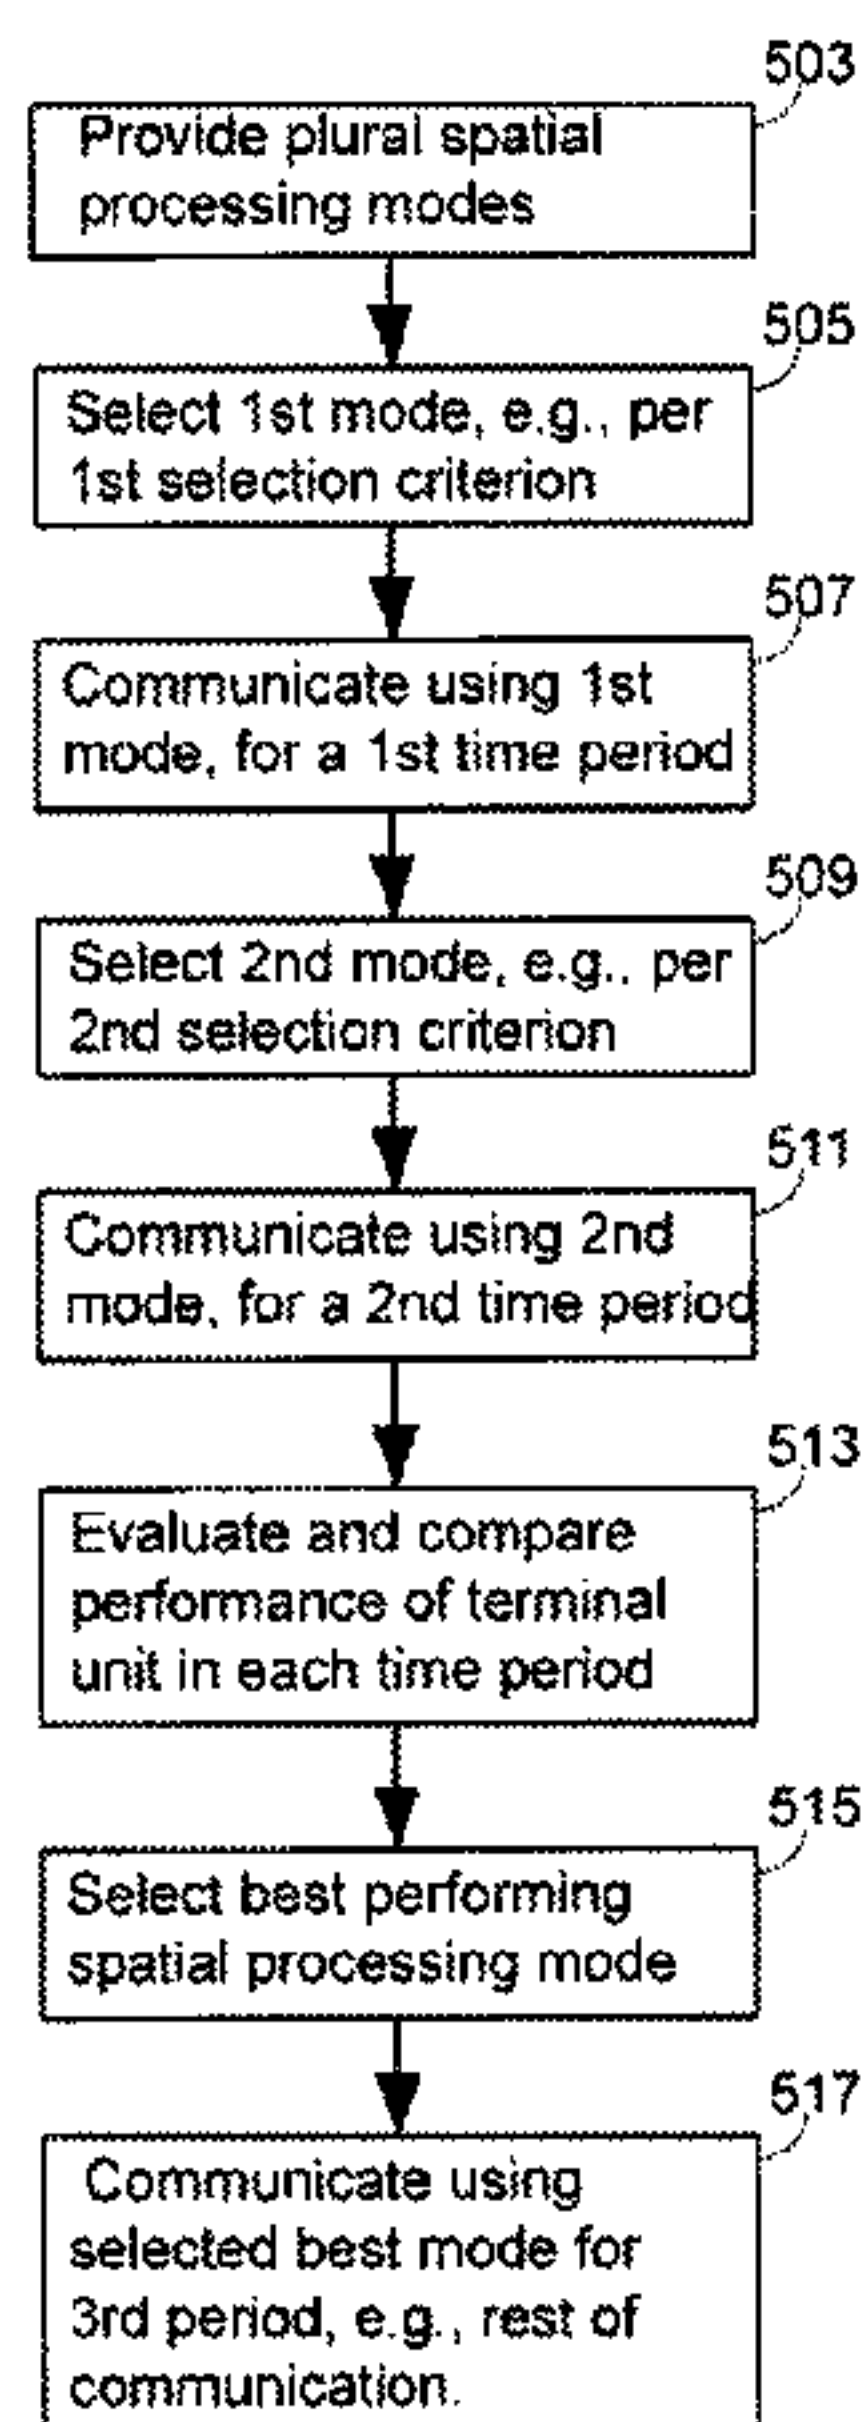 503
Provide plural spatial
processing modes
505
Select 1st mode, e.g., per
1st selection criterion
507
Communicate using 1st
mode, for a 1st time period
509
Select 2nd mode, e.g., per
2nd selection criterion
511
Communicate using 2nd
mode, for a 2nd time period
513
Evaluate and compare
performance of terminal
unit in each time period
515
Select best performing
spatial processing mode
517
Communicate using
selected best mode for
3rd period, e.g., rest of
communication.